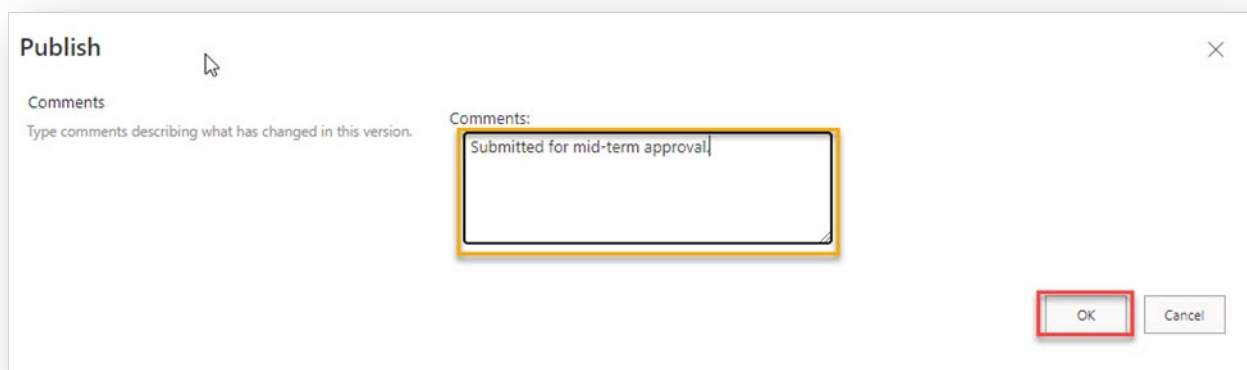 Publish
Comments
Type comments describing what has changed in this version.
Comments:
Submitted for mid-term approval.
OK
Cancel